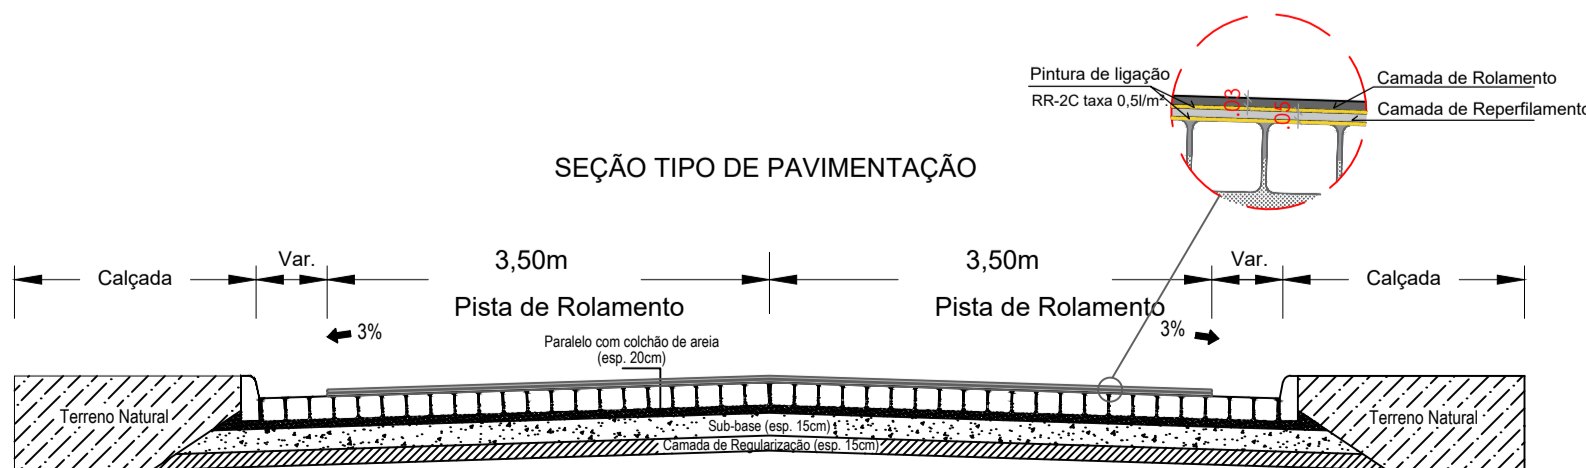 Pintura de ligação
RR-2C taxa 0,5l/m².
Camada de Rolamento
.03
.05
Camada de Reperfilamento
SEÇÃO TIPO DE PAVIMENTAÇÃO
Calçada
Var.
3,50m
3,50m
Var.
Calçada
Pista de Rolamento
Pista de Rolamento
3%
3%
Paralelo com colchão de areia
(esp. 20cm)
Terreno Natural
Terreno Natural
Sub-base (esp. 15cm)
Camada de Regularização (esp. 15cm)